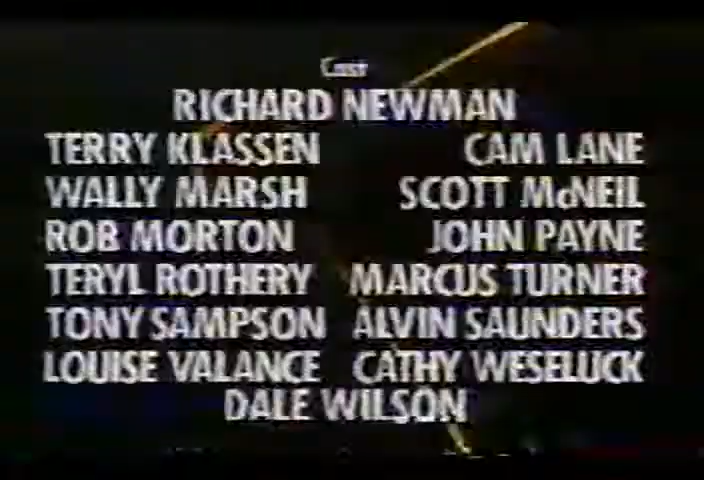 Cast
RICHARD NEWMAN
TERRY KLASSEN CAM LANE
WALLY MARSH SCOTT McNEIL
ROB MORTON JOHN PAYNE
TERYL ROTHERY MARCUS TURNER
TONY SAMPSON ALVIN SAUNDERS
LOUISE VALANCE CATHY WESELUCK
DALE WILSON